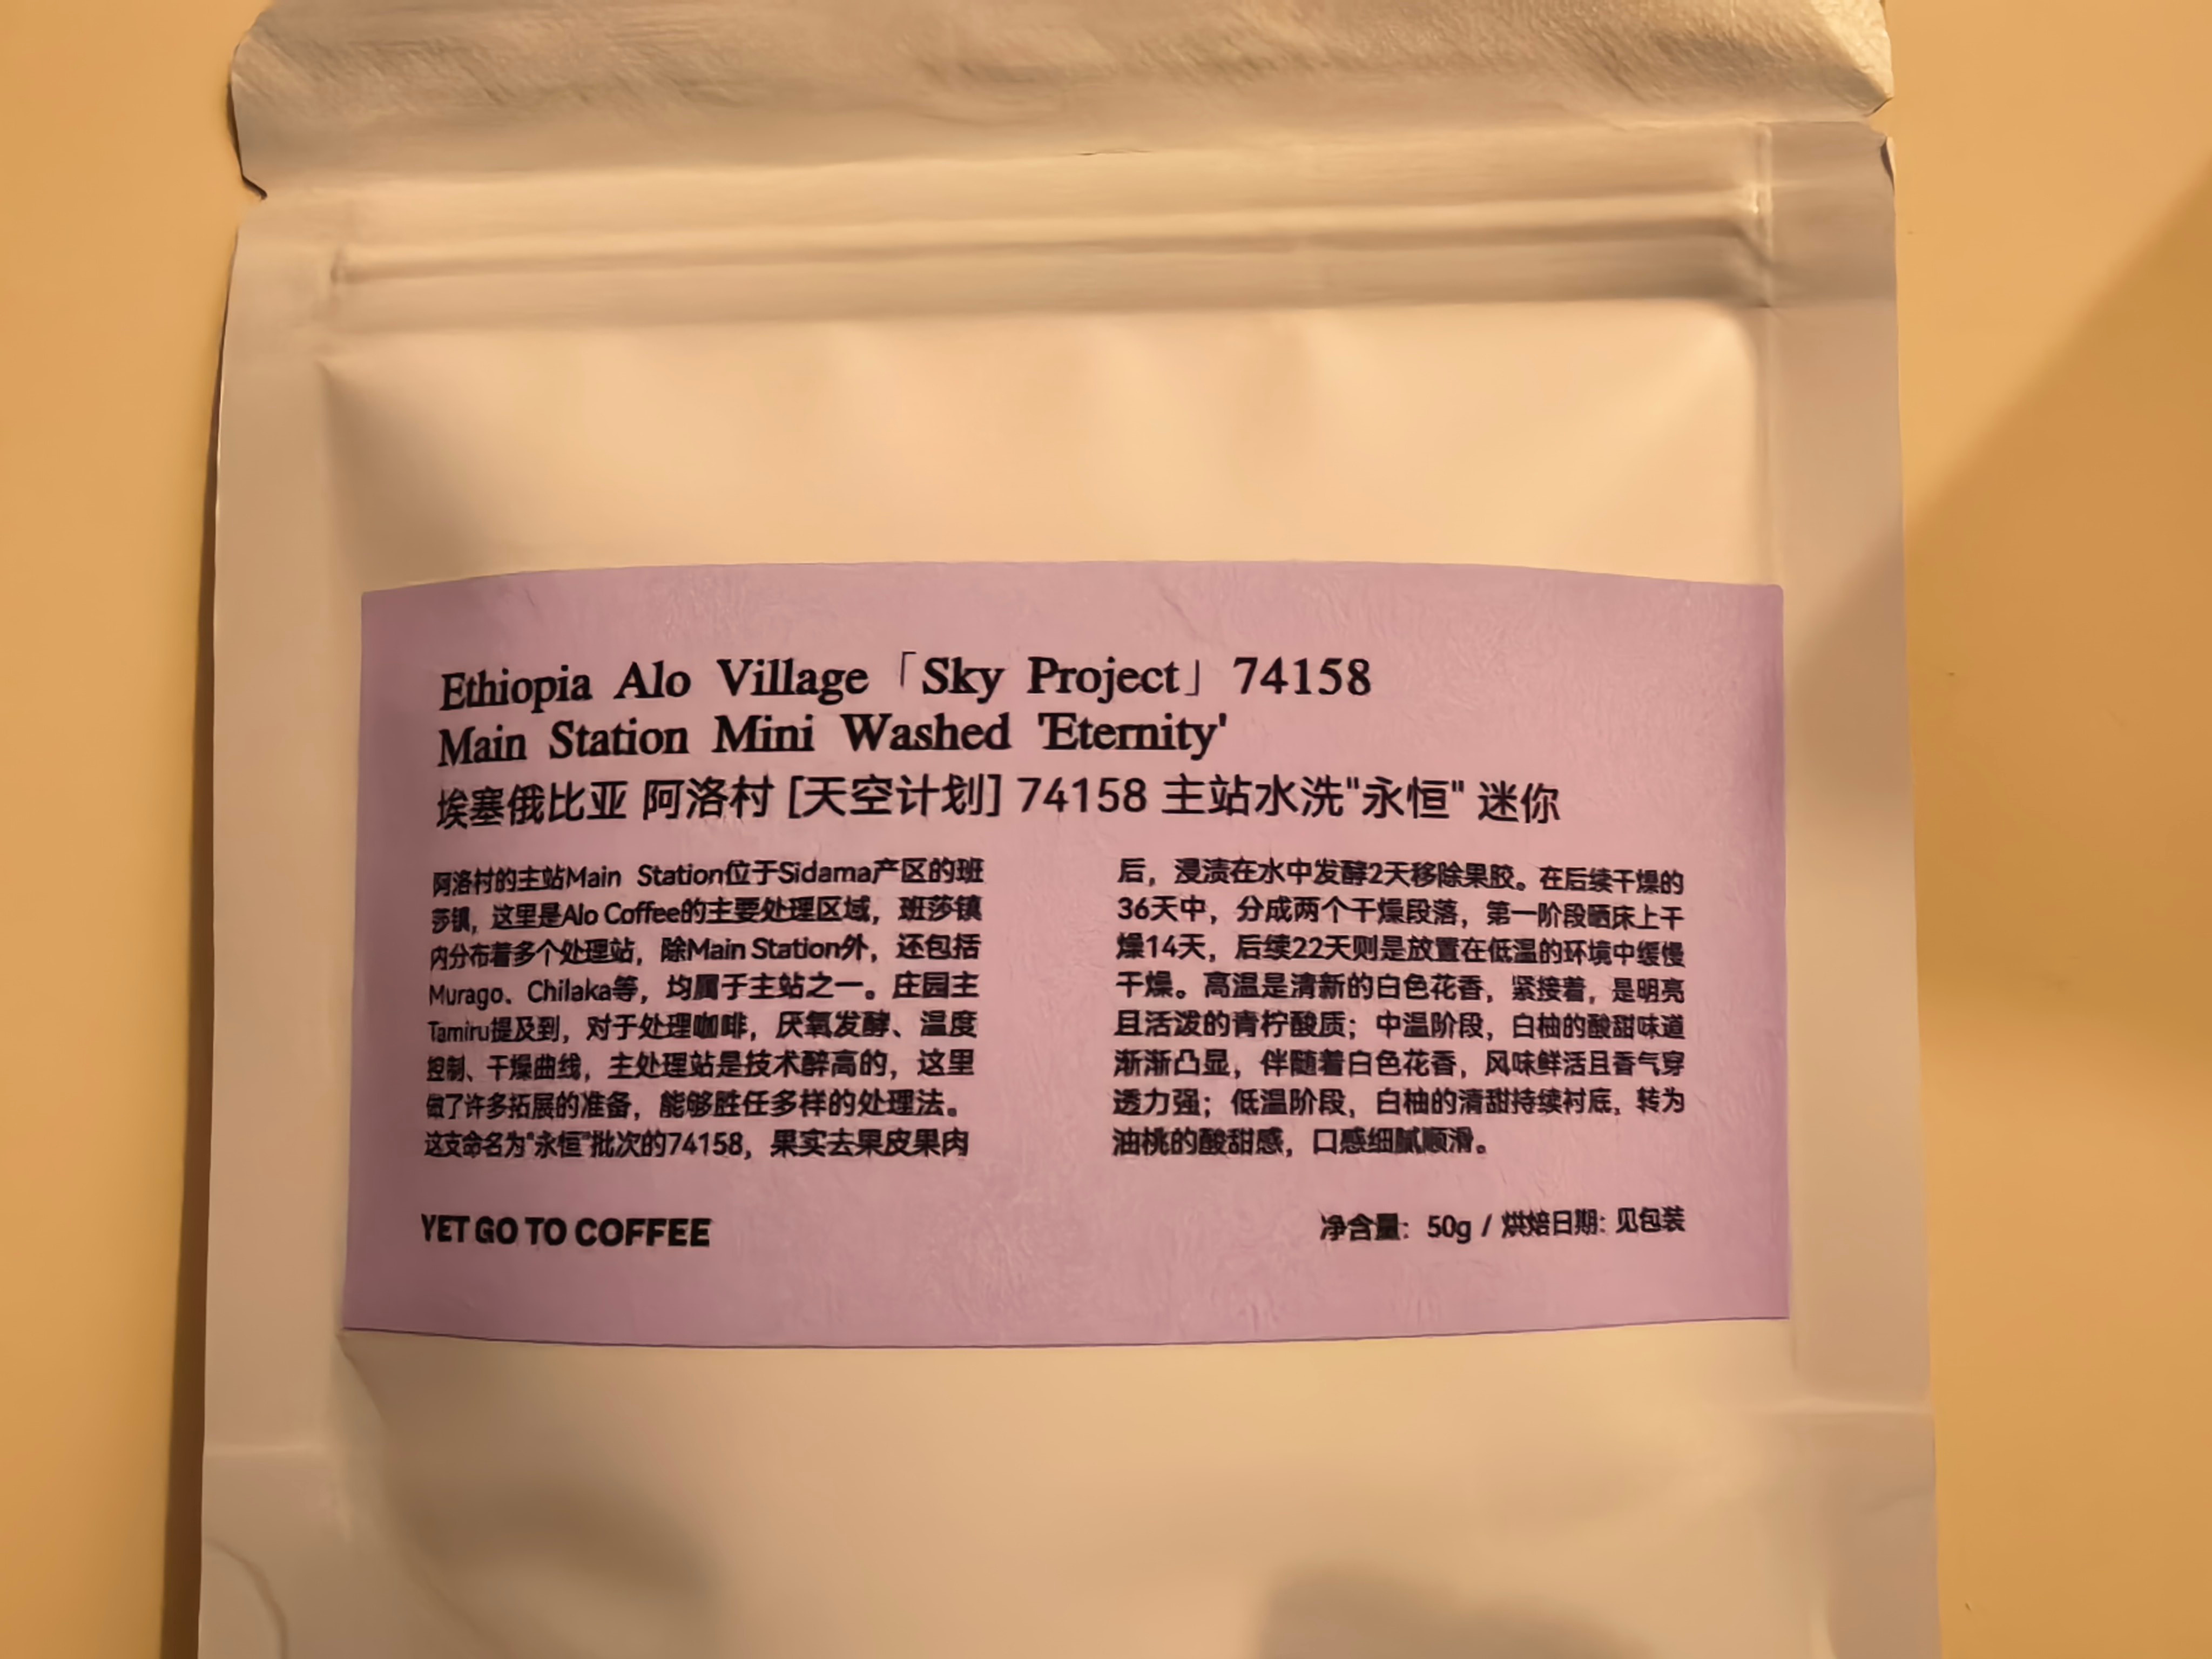 Ethiopia Alo Village「Sky Project」74158
Main Station Mini Washed 'Eternity'
埃塞俄比亚 阿洛村 [天空计划] 74158 主站水洗"永恒" 迷你
阿洛村的主站Main Station位于Sidama产区的班
莎镇，这里是Alo Coffee的主要处理区域，班莎镇
内分布着多个处理站，除Main Station外，还包括
Murago、Chilaka等，均属于主站之一。庄园主
Tamiru提及到，对于处理咖啡，厌氧发酵、温度
控制、干燥曲线，主处理站是技术醉高的，这里
做了许多拓展的准备，能够胜任多样的处理法。
这支命名为"永恒"批次的74158，果实去果皮果肉
后，浸渍在水中发酵2天移除果胶。在后续干燥的
36天中，分成两个干燥段落，第一阶段晒床上干
燥14天，后续22天则是放置在低温的环境中缓慢
干燥。高温是清新的白色花香，紧接着，是明亮
且活泼的青柠酸质；中温阶段，白柚的酸甜味道
渐渐凸显，伴随着白色花香，风味鲜活且香气穿
透力强；低温阶段，白柚的清甜持续衬底，转为
油桃的酸甜感，口感细腻顺滑。
YET GO TO COFFEE
净含量：50g / 烘焙日期: 见包装